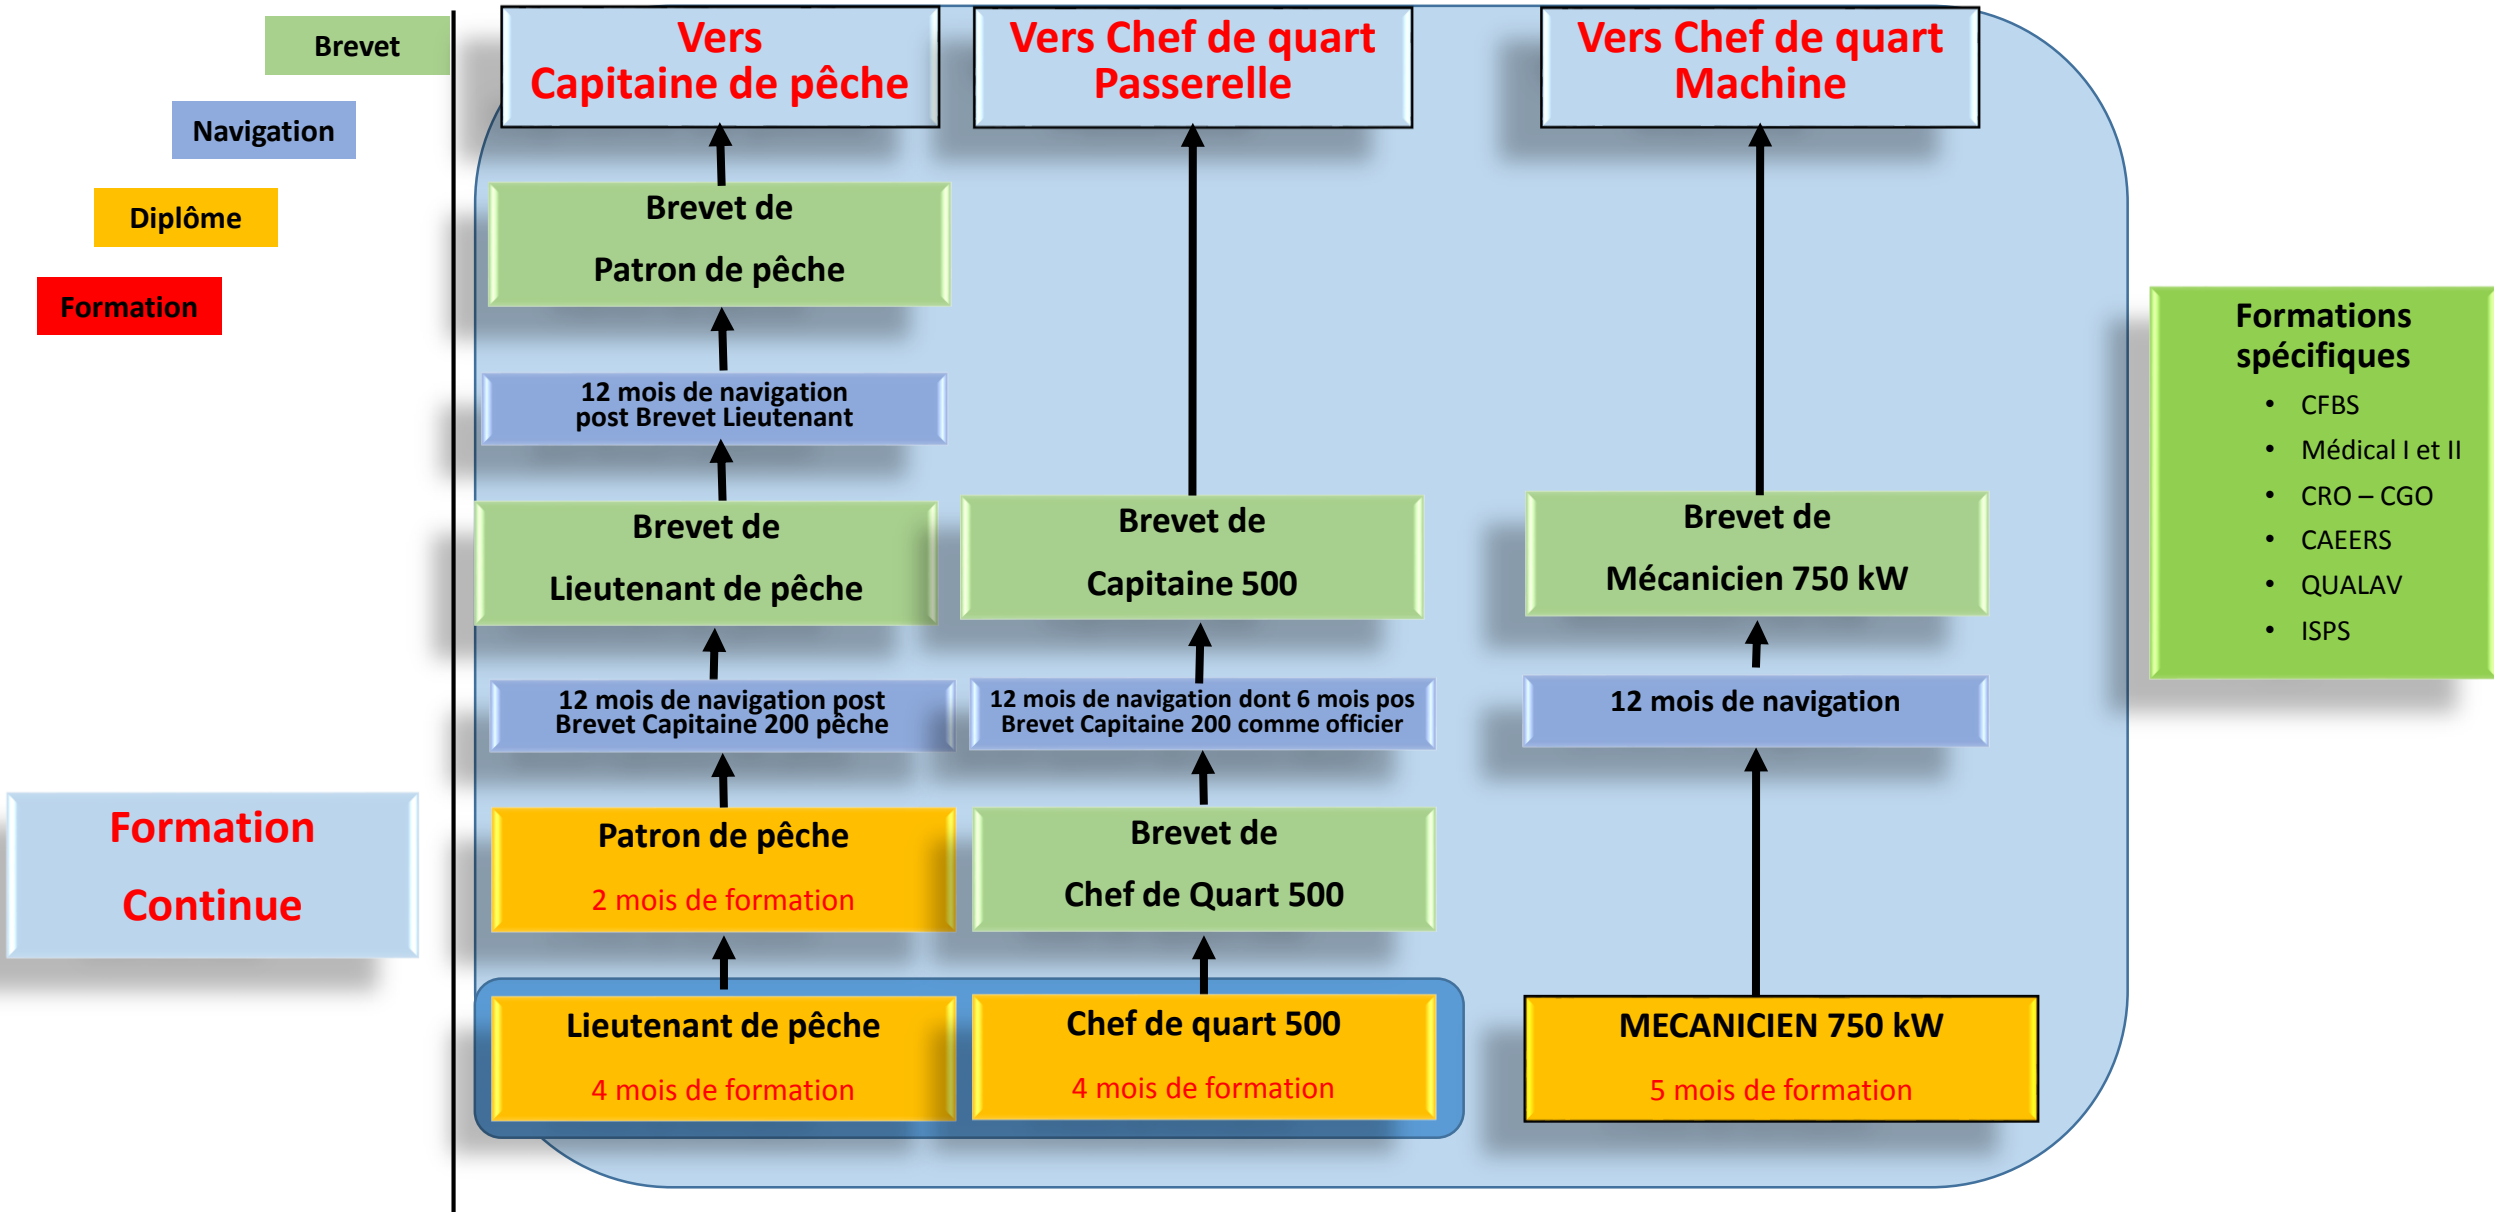 Brevet
Navigation
Diplôme
Formation
Formation
Continue
Vers
Capitaine de pêche
Brevet de
Patron de pêche
12 mois de navigation
post Brevet Lieutenant
Brevet de
Lieutenant de pêche
12 mois de navigation post
Brevet Capitaine 200 pêche
Patron de pêche
2 mois de formation
Lieutenant de pêche
4 mois de formation
Vers Chef de quart
Passerelle
Brevet de
Capitaine 500
12 mois de navigation dont 6 mois pos
Brevet Capitaine 200 comme officier
Brevet de
Chef de Quart 500
Chef de quart 500
4 mois de formation
Vers Chef de quart
Machine
Brevet de
Mécanicien 750 kW
12 mois de navigation
MECANICIEN 750 kW
5 mois de formation
Formations
spécifiques
• CFBS
• Médical I et II
• CRO – CGO
• CAEERS
• QUALAV
• ISPS